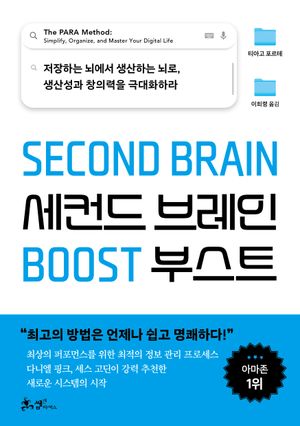 The PARA Method:
Simplify, Organize, and Master Your Digital Life
저장하는 뇌에서 생산하는 뇌로,
생산성과 창의력을 극대화하라
티아고 포르테
이희령 옮김
SECOND BRAIN
세컨드 브레인
BOOST 부스트
“최고의 방법은 언제나 쉽고 명쾌하다!”
최상의 퍼포먼스를 위한 최적의 정보 관리 프로세스
다니엘 핑크, 세스 고딘이 강력 추천한
새로운 시스템의 시작
아마존
1위